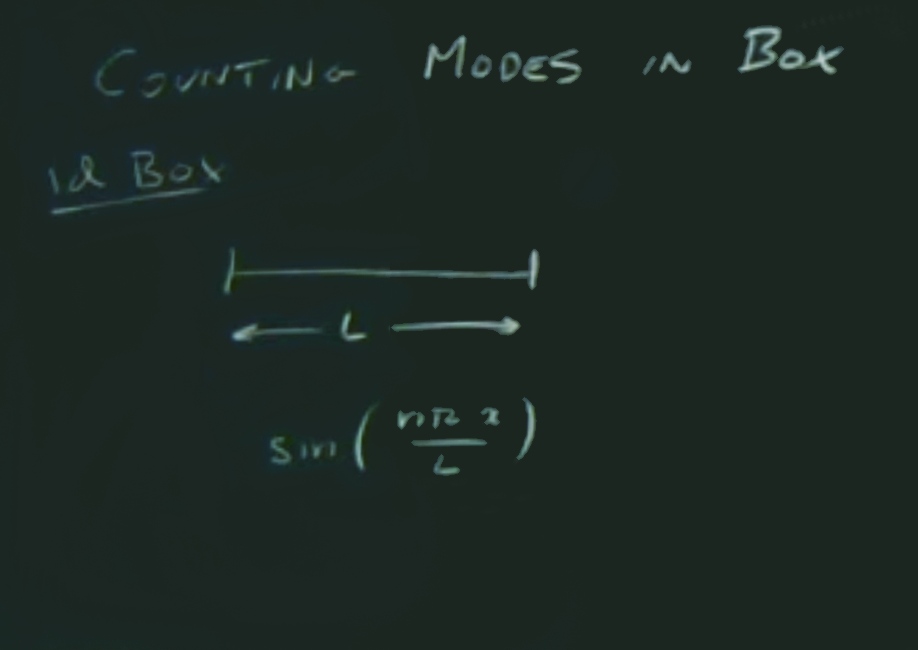 COUNTING MODES IN BOX
1d BOX
L
sin(nπx/L)